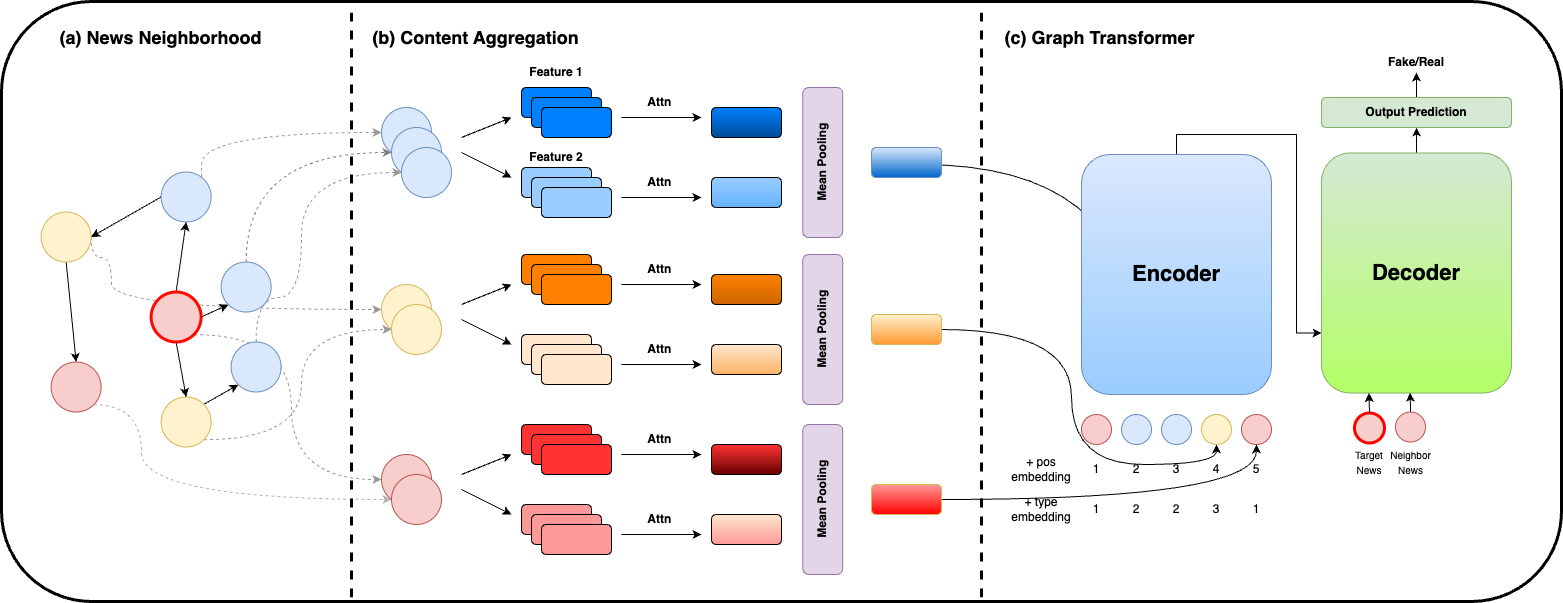 (a) News Neighborhood
(b) Content Aggregation
(c) Graph Transformer
Feature 1
Attn
Feature 2
Attn
Mean Pooling
Attn
Attn
Mean Pooling
Attn
Attn
Mean Pooling
Encoder
Fake/Real
Output Prediction
Decoder
Target
News
Neighbor
News
+ pos
embedding
1 2 3 4 5
+ type
embedding
1 2 2 3 1